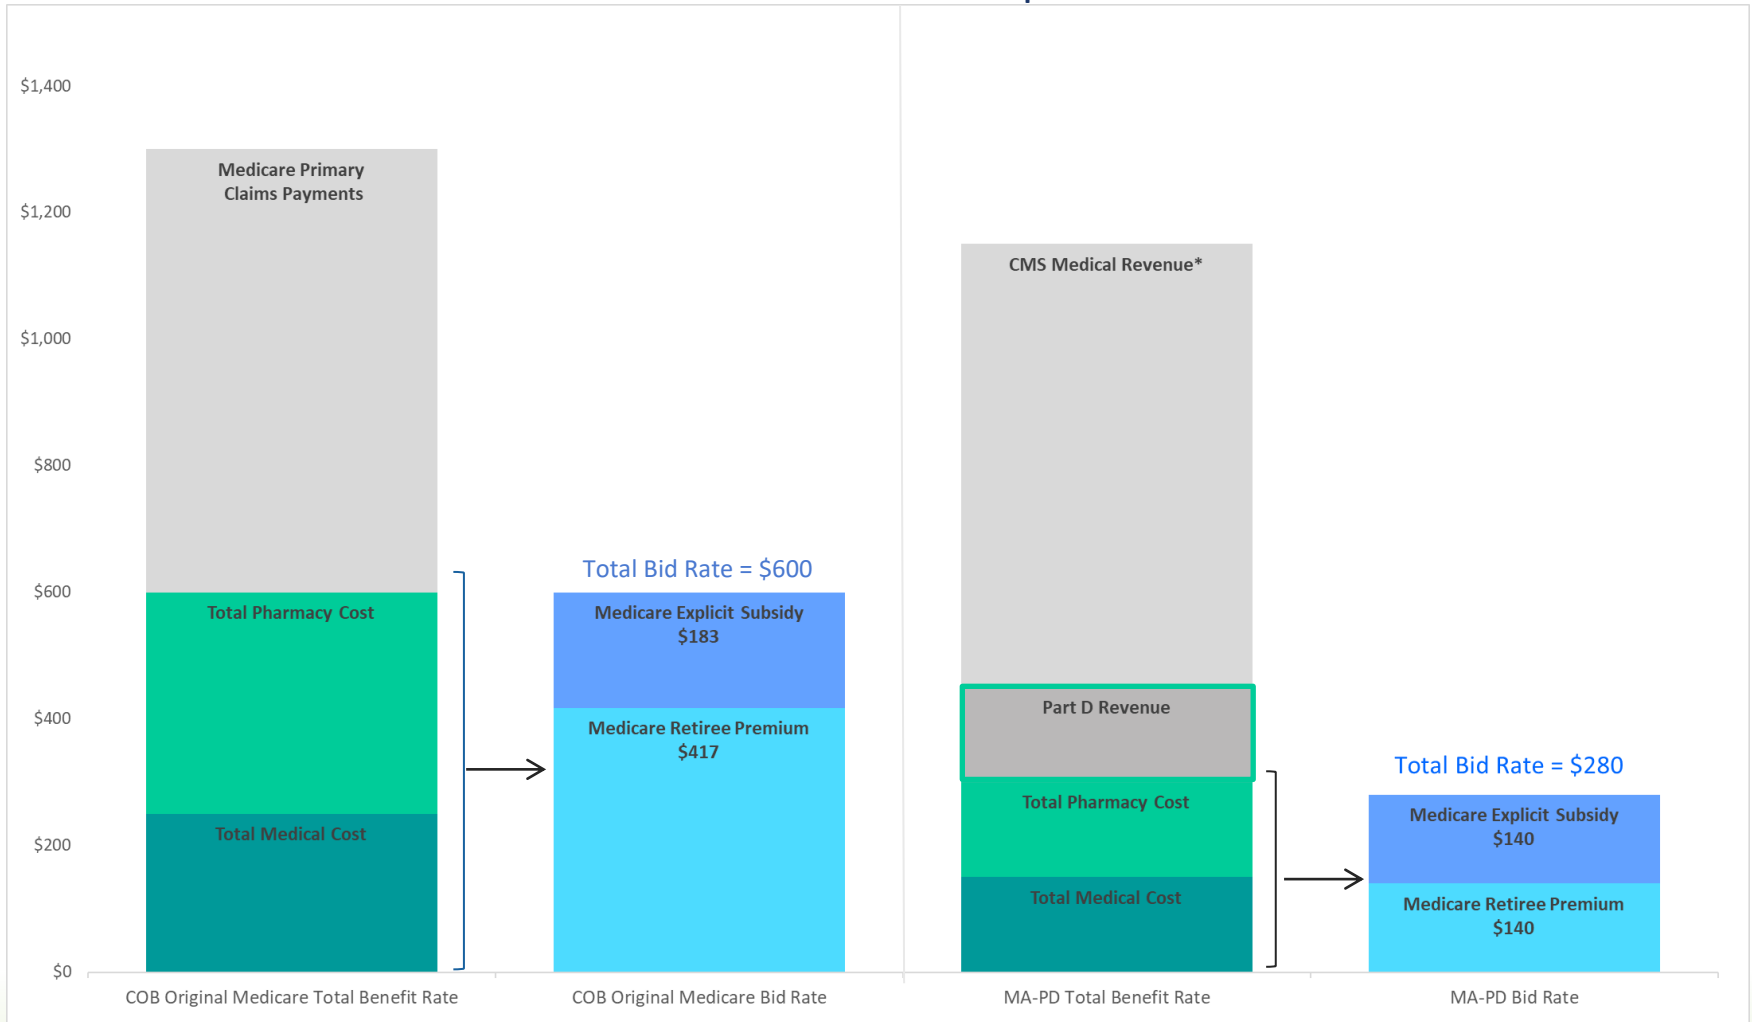 $1,400
$1,200
$1,000
$800
$600
$400
$200
$0
Medicare Primary
Claims Payments
Total Pharmacy Cost
Total Medical Cost
Total Bid Rate = $600
Medicare Explicit Subsidy
$183
Medicare Retiree Premium
$417
CMS Medical Revenue*
Part D Revenue
Total Pharmacy Cost
Total Medical Cost
Total Bid Rate = $280
Medicare Explicit Subsidy
$140
Medicare Retiree Premium
$140
COB Original Medicare Total Benefit Rate
COB Original Medicare Bid Rate
MA-PD Total Benefit Rate
MA-PD Bid Rate